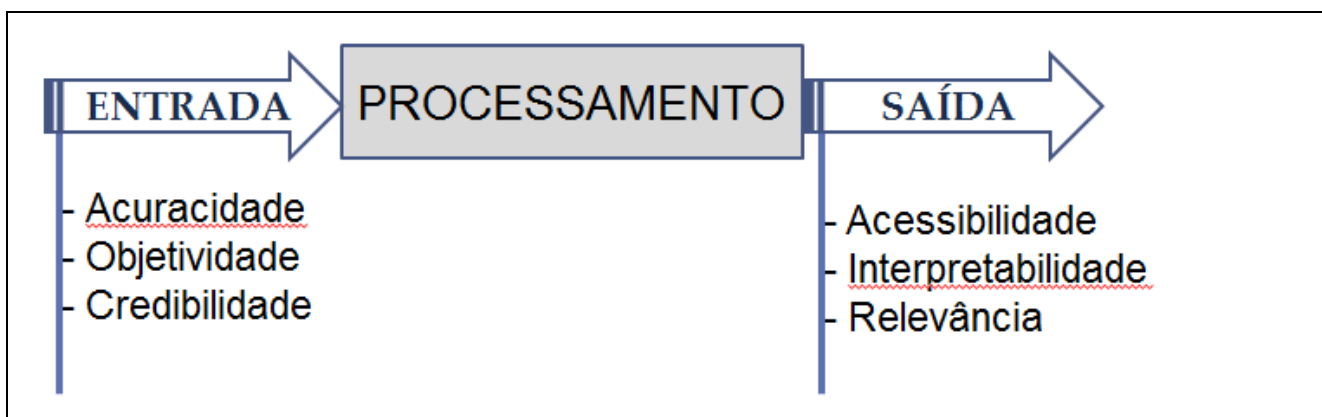 ENTRADA
PROCESSAMENTO
SAÍDA
- Acuracidade
- Objetividade
- Credibilidade
- Acessibilidade
- Interpretabilidade
- Relevância